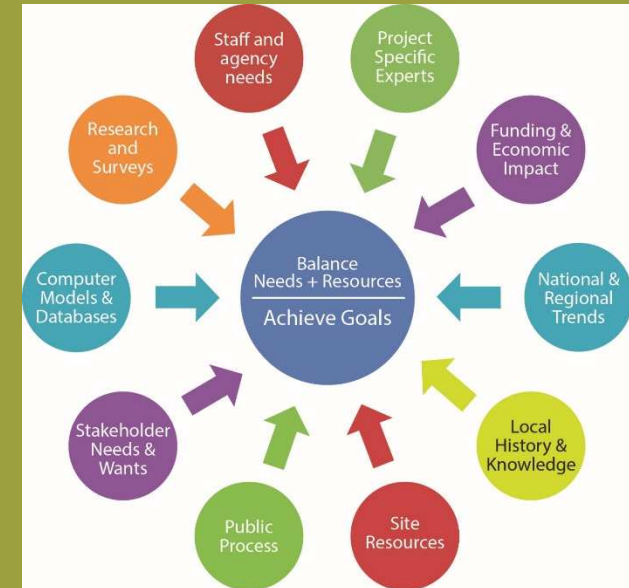 Staff and
agency
needs
Project
Specific
Experts
Research
and
Surveys
Funding &
Economic
Impact
Balance
Needs + Resources
Achieve Goals
Computer
Models &
Databases
National &
Regional
Trends
Stakeholder
Needs &
Wants
Local
History &
Knowledge
Public
Process
Site
Resources